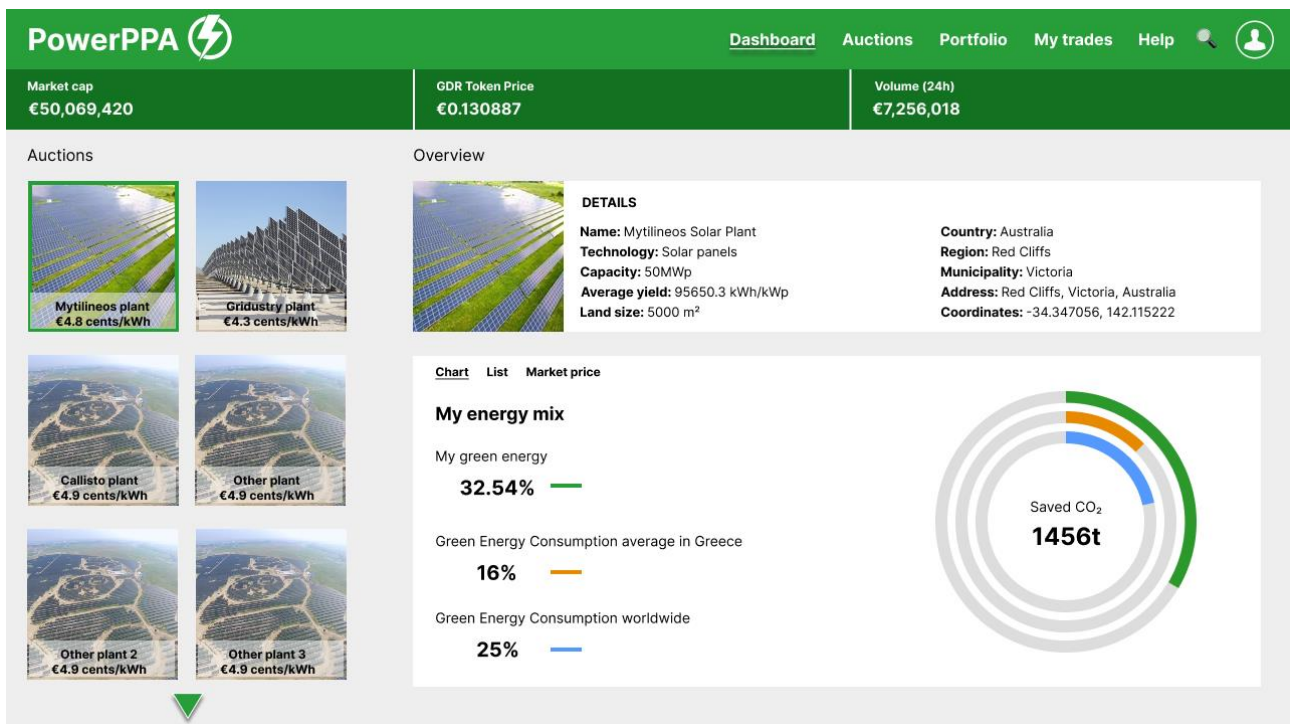 PowerPPA
Dashboard Auctions Portfolio My trades Help
Market cap
€50,069,420
GDR Token Price
€0.130887
Volume (24h)
€7,256,018
Auctions
Mytilineos plant
€4.8 cents/kWh
Gridustry plant
€4.3 cents/kWh
Callisto plant
€4.9 cents/kWh
Other plant
€4.9 cents/kWh
Other plant 2
€4.9 cents/kWh
Other plant 3
€4.9 cents/kWh
Overview
DETAILS
Name: Mytilineos Solar Plant
Technology: Solar panels
Capacity: 50MWp
Average yield: 95650.3 kWh/kWp
Land size: 5000 m²
Country: Australia
Region: Red Cliffs
Municipality: Victoria
Address: Red Cliffs, Victoria, Australia
Coordinates: -34.347056, 142.115222
Chart List Market price
My energy mix
My green energy
32.54%
Green Energy Consumption average in Greece
16%
Green Energy Consumption worldwide
25%
Saved CO₂
1456t